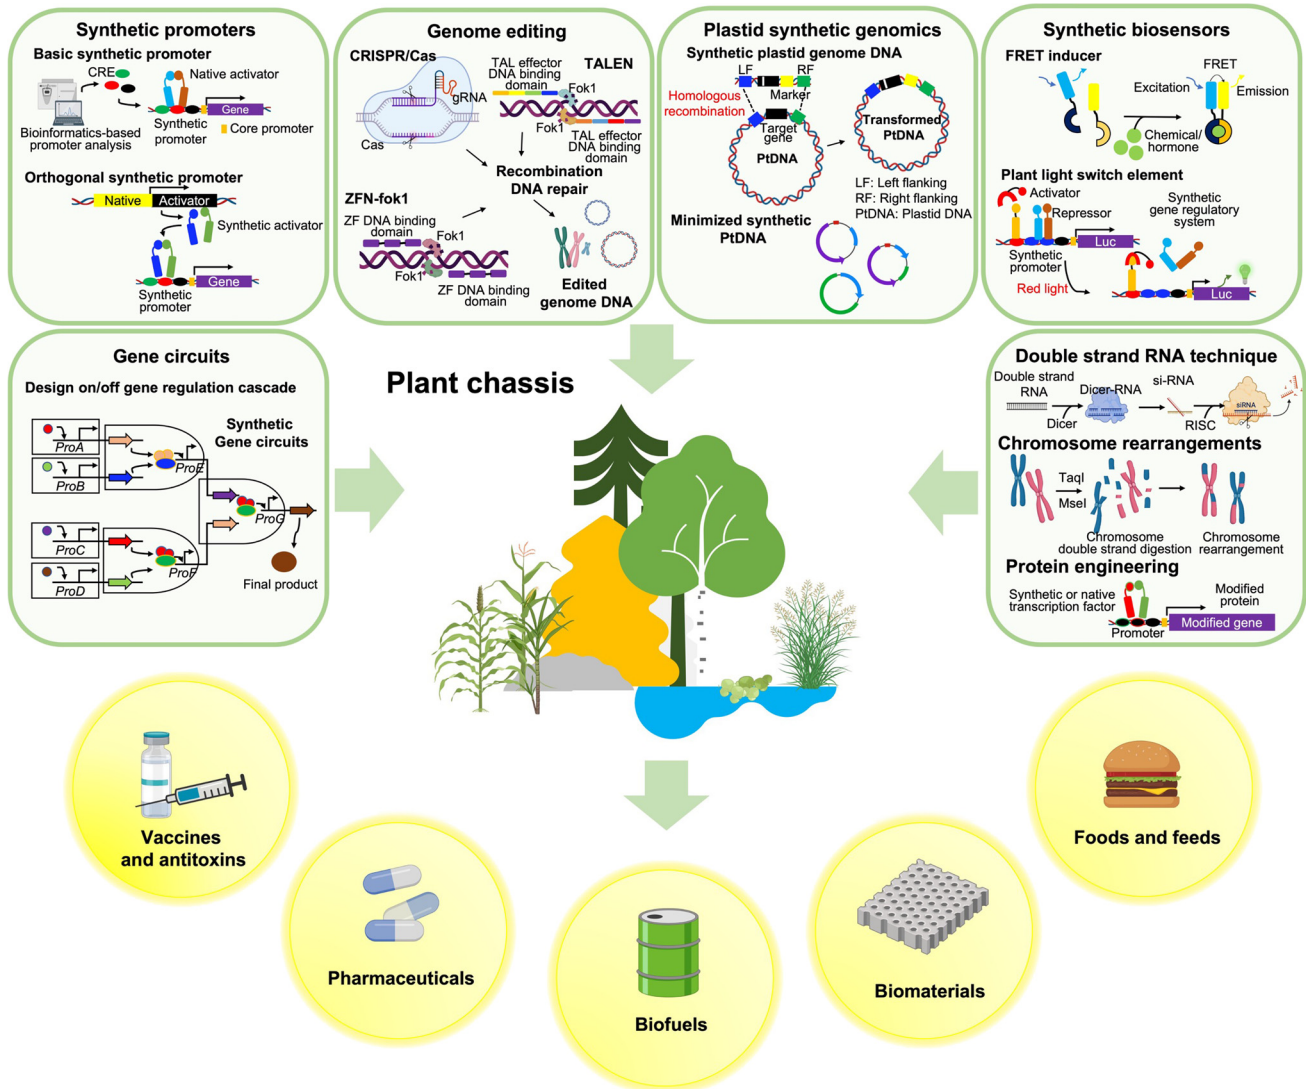 Synthetic promoters
Basic synthetic promoter
CRE
Native activator
Gene
Bioinformatics-based
promoter analysis
Synthetic
promoter
Core promoter
Orthogonal synthetic promoter
Native
Activator
Synthetic activator
Gene
Synthetic
promoter
Genome editing
CRISPR/Cas
gRNA
Cas
TAL effector
DNA binding
domain
TALEN
Fok1
Fok1
TAL effector
DNA binding
domain
Recombination
DNA repair
ZFN-fok1
ZF DNA binding
domain
Fok1
Fok1
ZF DNA binding
domain
Edited
genome DNA
Plastid synthetic genomics
Synthetic plastid genome DNA
LF
RF
Marker
Homologous
recombination
Target
gene
PtDNA
Transformed
PtDNA
LF: Left flanking
RF: Right flanking
PtDNA: Plastid DNA
Minimized synthetic
PtDNA
Synthetic biosensors
FRET inducer
FRET
Excitation
Emission
Chemical/
hormone
Plant light switch element
Activator
Repressor
Synthetic
gene regulatory
system
Luc
Synthetic
promoter
Red light
Luc
Gene circuits
Design on/off gene regulation cascade
Synthetic
Gene circuits
ProA
ProB
ProE
ProC
ProD
ProF
ProG
Final product
Plant chassis
Double strand RNA technique
Double strand
RNA
Dicer
Dicer-RNA
si-RNA
RISC
siRNA
Chromosome rearrangements
TaqI
MseI
Chromosome
double strand digestion
Chromosome
rearrangement
Protein engineering
Synthetic or native
transcription factor
Modified
protein
Promoter
Modified gene
Vaccines
and antitoxins
Pharmaceuticals
Biofuels
Biomaterials
Foods and feeds